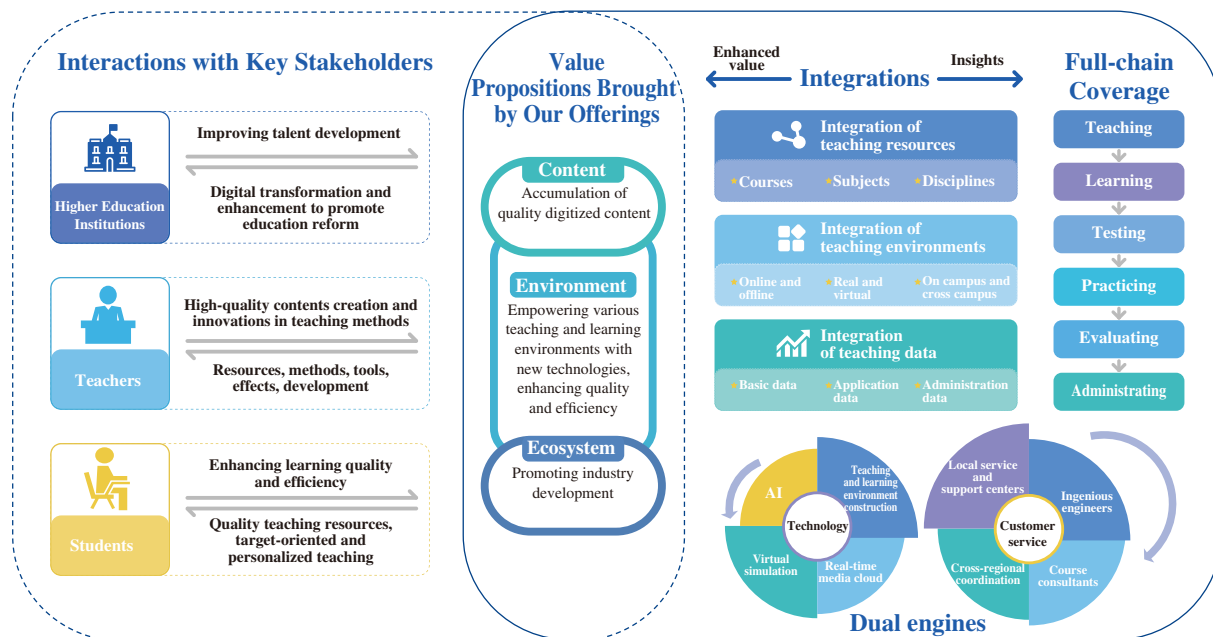 Interactions with Key Stakeholders
Improving talent development
Higher Education
Institutions
Digital transformation and
enhancement to promote
education reform
High-quality contents creation and
innovations in teaching methods
Teachers
Resources, methods, tools,
effects, development
Enhancing learning quality
and efficiency
Students
Quality teaching resources,
target-oriented and
personalized teaching
Value
Propositions Brought
by Our Offerings
Content
Accumulation of
quality digitized content
Environment
Empowering various
teaching and learning
environments with
new technologies,
enhancing quality
and efficiency
Ecosystem
Promoting industry
development
Enhanced
value
Integrations
Insights
Integration of
teaching resources
Courses
Subjects
Disciplines
Integration of
teaching environments
Online and
offline
Real and
virtual
On campus and
cross campus
Integration
of teaching data
Basic data
Application
data
Administration
data
Full-chain
Coverage
Teaching
Learning
Testing
Practicing
Evaluating
Administrating
AI
Teaching
and learning
environment
construction
Technology
Virtual
simulation
Real-time
media cloud
Local service
and
support centers
Ingenious
engineers
Customer
service
Cross-regional
coordination
Course
consultants
Dual engines